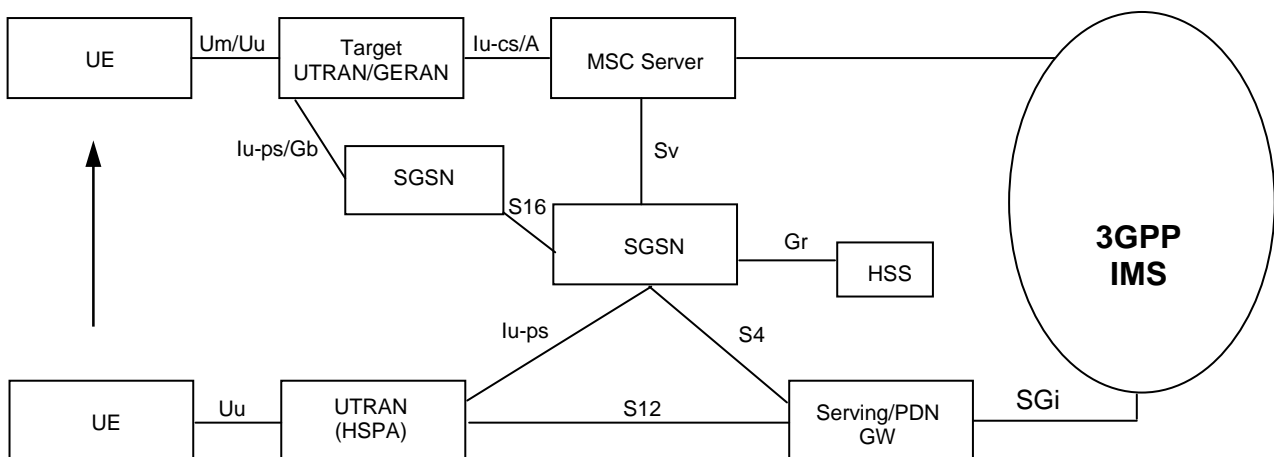 UE
Um/Uu
Target
UTRAN/GERAN
Iu-cs/A
MSC Server
Iu-ps/Gb
SGSN
S16
Sv
SGSN
Gr
HSS
3GPP
IMS
Iu-ps
S4
UE
Uu
UTRAN
(HSPA)
S12
Serving/PDN
GW
SGi